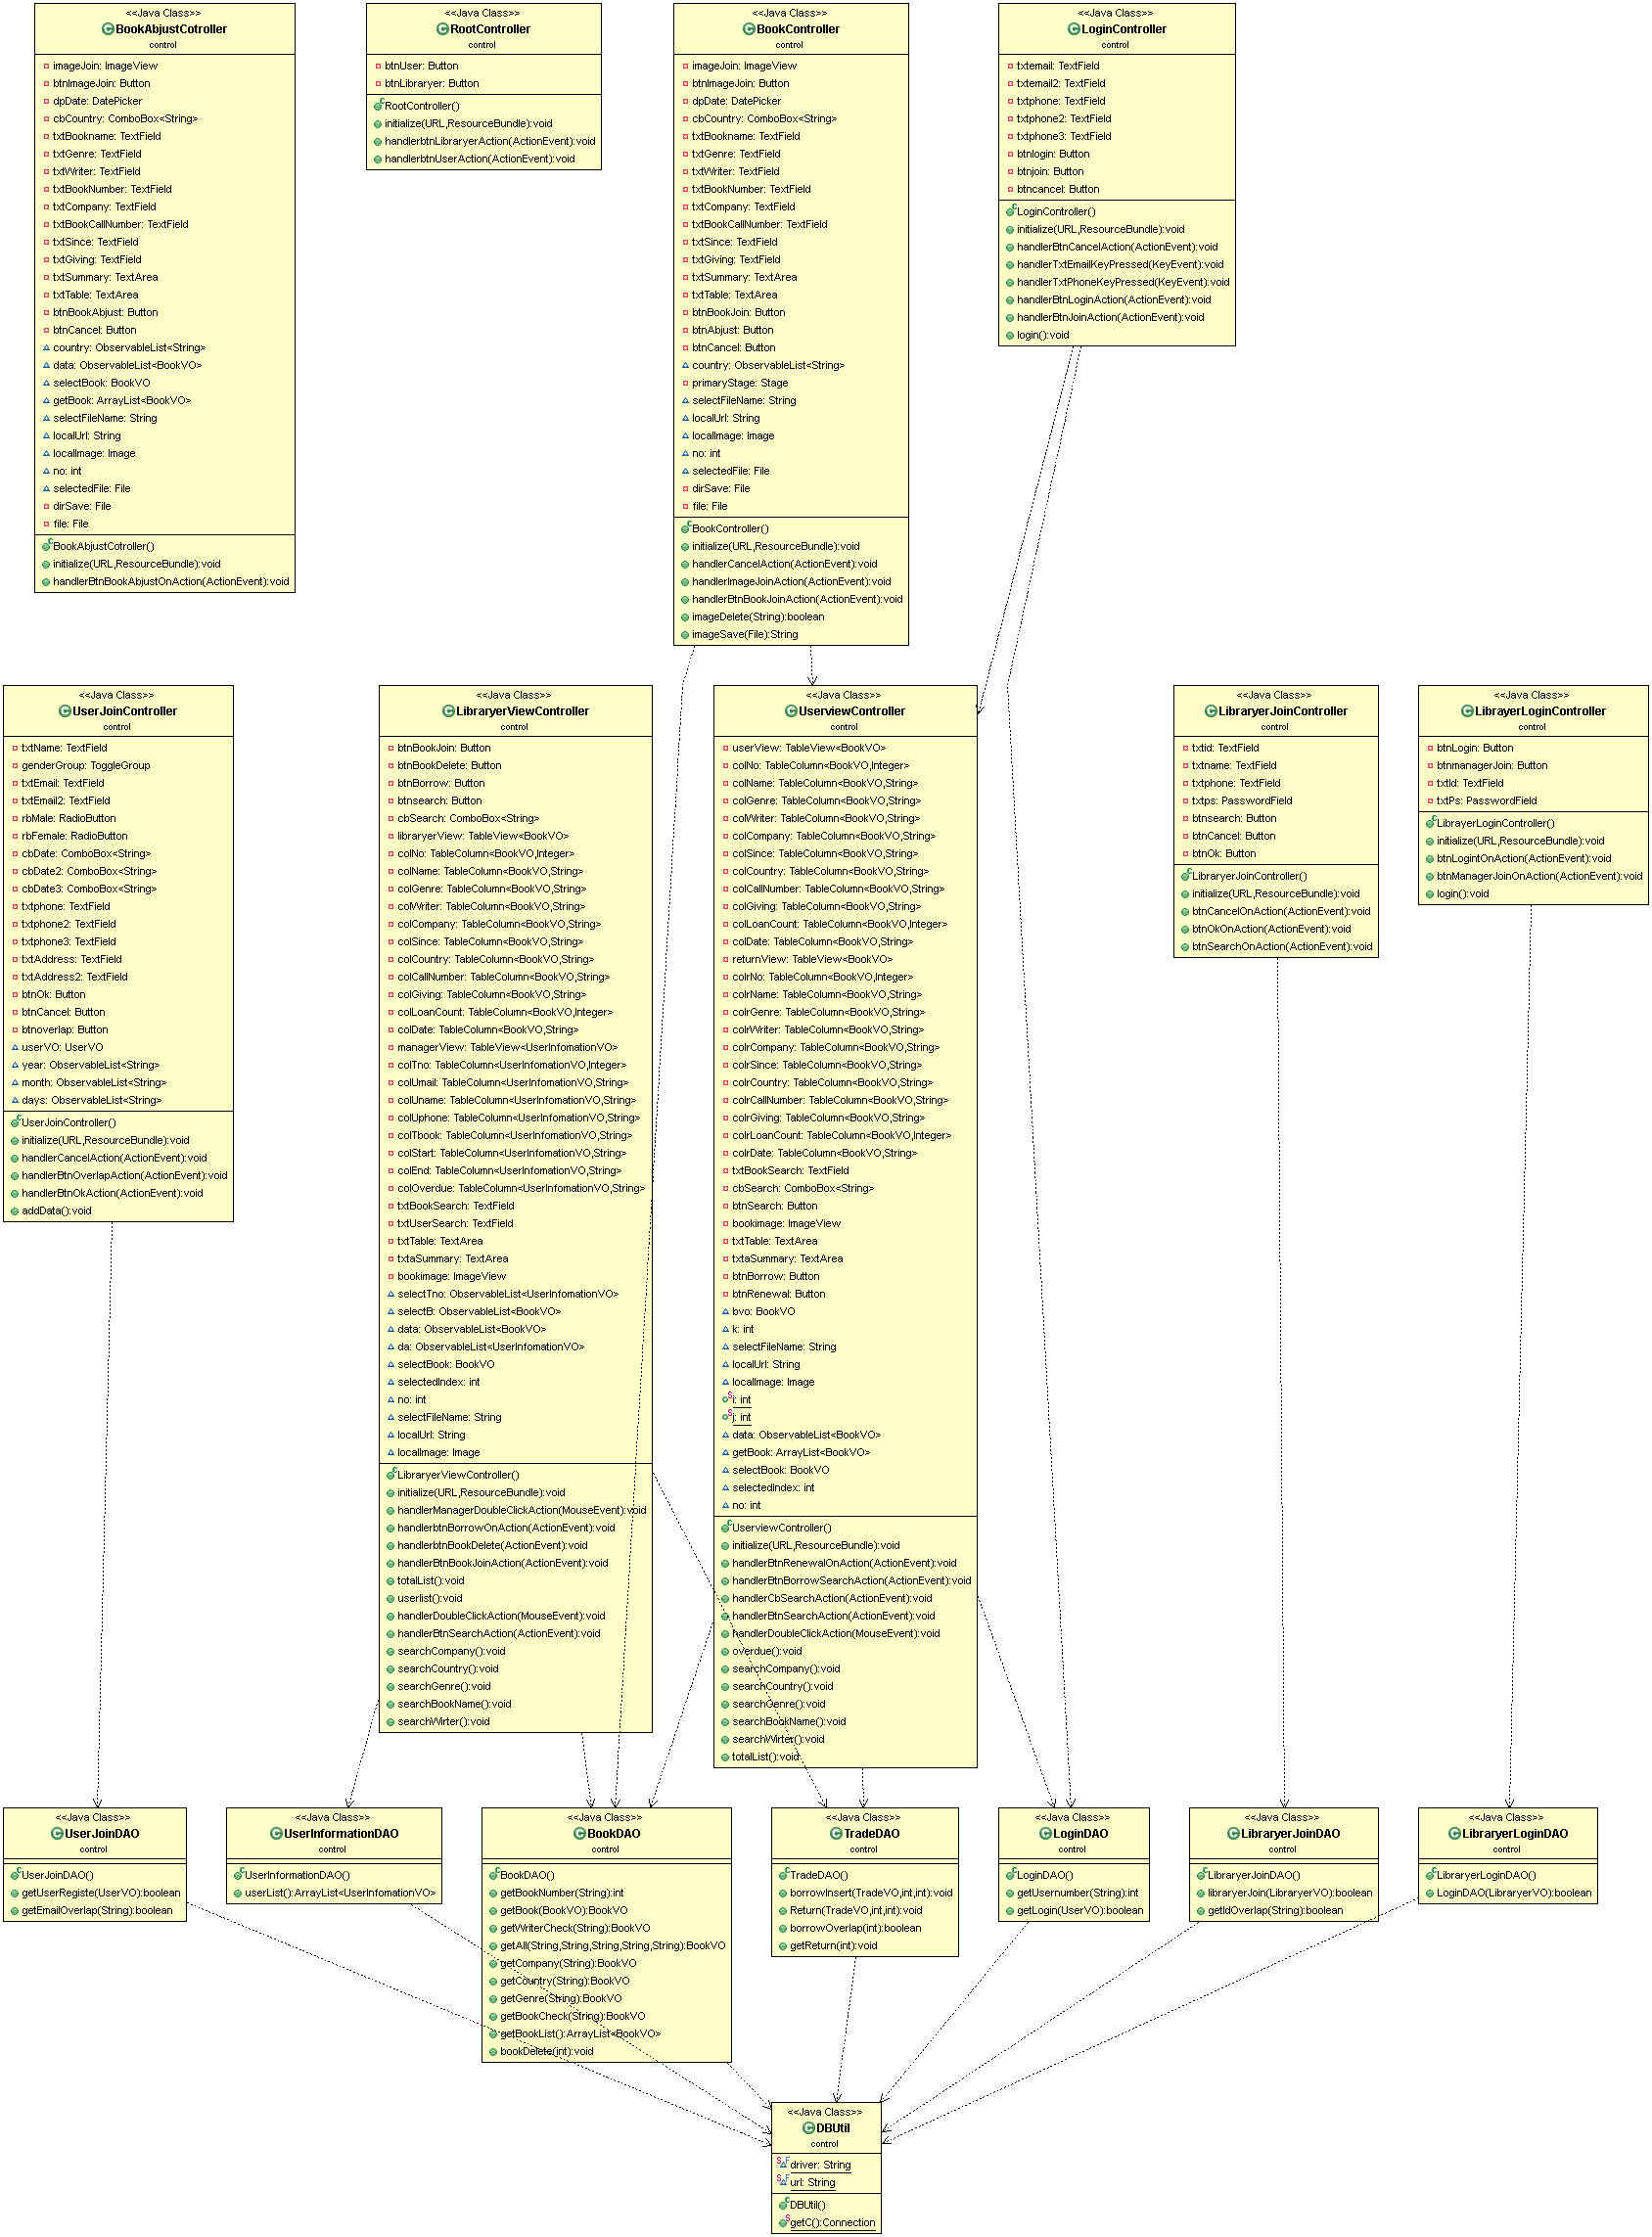 <<Java Class>>
BookAbjustCotroller
control
imageJoin: ImageView
btnImageJoin: Button
dpDate: DatePicker
cbCountry: ComboBox<String>
txtBookname: TextField
txtGenre: TextField
txtWriter: TextField
txtBookNumber: TextField
txtCompany: TextField
txtBookCallNumber: TextField
txtSince: TextField
txtGiving: TextField
txtSummary: TextArea
txtTable: TextArea
btnBookAbjust: Button
btnCancel: Button
country: ObservableList<String>
data: ObservableList<BookVO>
selectBook: BookVO
getBook: ArrayList<BookVO>
selectFileName: String
localUrl: String
localImage: Image
no: int
selectedFile: File
dirSave: File
file: File
BookAbjustCotroller()
initialize(URL,ResourceBundle):void
handlerBtnBookAbjustOnAction(ActionEvent):void
<<Java Class>>
RootController
control
btnUser: Button
btnLibraryer: Button
RootController()
initialize(URL,ResourceBundle):void
handlerbtnLibraryerAction(ActionEvent):void
handlerbtnUserAction(ActionEvent):void
<<Java Class>>
BookController
control
imageJoin: ImageView
btnImageJoin: Button
dpDate: DatePicker
cbCountry: ComboBox<String>
txtBookname: TextField
txtGenre: TextField
txtWriter: TextField
txtBookNumber: TextField
txtCompany: TextField
txtBookCallNumber: TextField
txtSince: TextField
txtGiving: TextField
txtSummary: TextArea
txtTable: TextArea
btnBookJoin: Button
btnAbjust: Button
btnCancel: Button
country: ObservableList<String>
primaryStage: Stage
selectFileName: String
localUrl: String
localImage: Image
no: int
selectedFile: File
dirSave: File
file: File
BookController()
initialize(URL,ResourceBundle):void
handlerCancelAction(ActionEvent):void
handlerImageJoinAction(ActionEvent):void
handlerBtnBookJoinAction(ActionEvent):void
imageDelete(String):boolean
imageSave(File):String
<<Java Class>>
LoginController
control
txtemail: TextField
txtemail2: TextField
txtphone: TextField
txtphone2: TextField
txtphone3: TextField
btnlogin: Button
btnjoin: Button
btncancel: Button
LoginController()
initialize(URL,ResourceBundle):void
handlerBtnCancelAction(ActionEvent):void
handlerTxtEmailKeyPressed(KeyEvent):void
handlerTxtPhoneKeyPressed(KeyEvent):void
handlerBtnLoginAction(ActionEvent):void
handlerBtnJoinAction(ActionEvent):void
login():void
<<Java Class>>
UserJoinController
control
txtName: TextField
genderGroup: ToggleGroup
txtEmail: TextField
txtEmail2: TextField
rbMale: RadioButton
rbFemale: RadioButton
cbDate: ComboBox<String>
cbDate2: ComboBox<String>
cbDate3: ComboBox<String>
txtphone: TextField
txtphone2: TextField
txtphone3: TextField
txtAddress: TextField
txtAddress2: TextField
btnOk: Button
btnCancel: Button
btnoverlap: Button
userVO: UserVO
year: ObservableList<String>
month: ObservableList<String>
days: ObservableList<String>
UserJoinController()
initialize(URL,ResourceBundle):void
handlerCancelAction(ActionEvent):void
handlerBtnOverlapAction(ActionEvent):void
handlerBtnOkAction(ActionEvent):void
addData():void
<<Java Class>>
LibraryerViewController
control
btnBookJoin: Button
btnBookDelete: Button
btnBorrow: Button
btnsearch: Button
cbSearch: ComboBox<String>
libraryerView: TableView<BookVO>
colNo: TableColumn<BookVO,Integer>
colName: TableColumn<BookVO,String>
colGenre: TableColumn<BookVO,String>
colWriter: TableColumn<BookVO,String>
colCompany: TableColumn<BookVO,String>
colSince: TableColumn<BookVO,String>
colCountry: TableColumn<BookVO,String>
colCallNumber: TableColumn<BookVO,String>
colGiving: TableColumn<BookVO,String>
colLoanCount: TableColumn<BookVO,Integer>
colDate: TableColumn<BookVO,String>
managerView: TableView<UserInfomationVO>
colTno: TableColumn<UserInfomationVO,Integer>
colUmail: TableColumn<UserInfomationVO,String>
colUname: TableColumn<UserInfomationVO,String>
colUphone: TableColumn<UserInfomationVO,String>
colTbook: TableColumn<UserInfomationVO,String>
colStart: TableColumn<UserInfomationVO,String>
colEnd: TableColumn<UserInfomationVO,String>
colOverdue: TableColumn<UserInfomationVO,String>
txtBookSearch: TextField
txtUserSearch: TextField
txtTable: TextArea
txtaSummary: TextArea
bookimage: ImageView
selectTno: ObservableList<UserInfomationVO>
selectB: ObservableList<BookVO>
data: ObservableList<BookVO>
da: ObservableList<UserInfomationVO>
selectBook: BookVO
selectedIndex: int
no: int
selectFileName: String
localUrl: String
localImage: Image
LibraryerViewController()
initialize(URL,ResourceBundle):void
handlerManagerDoubleClickAction(MouseEvent):void
handlerbtnBorrowOnAction(ActionEvent):void
handlerbtnBookDelete(ActionEvent):void
handlerBtnBookJoinAction(ActionEvent):void
totalList():void
userlist():void
handlerDoubleClickAction(MouseEvent):void
handlerBtnSearchAction(ActionEvent):void
searchCompany():void
searchCountry():void
searchGenre():void
searchBookName():void
searchWirter():void
<<Java Class>>
UserviewController
control
userView: TableView<BookVO>
colNo: TableColumn<BookVO,Integer>
colName: TableColumn<BookVO,String>
colGenre: TableColumn<BookVO,String>
colWriter: TableColumn<BookVO,String>
colCompany: TableColumn<BookVO,String>
colSince: TableColumn<BookVO,String>
colCountry: TableColumn<BookVO,String>
colCallNumber: TableColumn<BookVO,String>
colGiving: TableColumn<BookVO,String>
colLoanCount: TableColumn<BookVO,Integer>
colDate: TableColumn<BookVO,String>
returnView: TableView<BookVO>
colrNo: TableColumn<BookVO,Integer>
colrName: TableColumn<BookVO,String>
colrGenre: TableColumn<BookVO,String>
colrWriter: TableColumn<BookVO,String>
colrCompany: TableColumn<BookVO,String>
colrSince: TableColumn<BookVO,String>
colrCountry: TableColumn<BookVO,String>
colrCallNumber: TableColumn<BookVO,String>
colrGiving: TableColumn<BookVO,String>
colrLoanCount: TableColumn<BookVO,Integer>
colrDate: TableColumn<BookVO,String>
txtBookSearch: TextField
cbSearch: ComboBox<String>
btnSearch: Button
bookimage: ImageView
txtTable: TextArea
txtaSummary: TextArea
btnBorrow: Button
btnRenewal: Button
bvo: BookVO
k: int
selectFileName: String
localUrl: String
localImage: Image
i: int
j: int
data: ObservableList<BookVO>
getBook: ArrayList<BookVO>
selectBook: BookVO
selectedIndex: int
no: int
UserviewController()
initialize(URL,ResourceBundle):void
handlerBtnRenewalOnAction(ActionEvent):void
handlerBtnBorrowSearchAction(ActionEvent):void
handlerCbSearchAction(ActionEvent):void
handlerBtnSearchAction(ActionEvent):void
handlerDoubleClickAction(MouseEvent):void
overdue():void
searchCompany():void
searchCountry():void
searchGenre():void
searchBookName():void
searchWirter():void
totalList():void
<<Java Class>>
LibraryerJoinController
control
txtid: TextField
txtname: TextField
txtphone: TextField
txtps: PasswordField
btnsearch: Button
btnCancel: Button
btnOk: Button
LibraryerJoinController()
initialize(URL,ResourceBundle):void
btnCancelOnAction(ActionEvent):void
btnOkOnAction(ActionEvent):void
btnSearchOnAction(ActionEvent):void
<<Java Class>>
LibrayerLoginController
control
btnLogin: Button
btnmanagerJoin: Button
txtId: TextField
txtPs: PasswordField
LibrayerLoginController()
initialize(URL,ResourceBundle):void
btnLogintOnAction(ActionEvent):void
btnManagerJoinOnAction(ActionEvent):void
login():void
<<Java Class>>
UserJoinDAO
control
UserJoinDAO()
getUserRegiste(UserVO):boolean
getEmailOverlap(String):boolean
<<Java Class>>
UserInformationDAO
control
UserInformationDAO()
userList():ArrayList<UserInfomationVO>
<<Java Class>>
BookDAO
control
BookDAO()
getBookNumber(String):int
getBook(BookVO):BookVO
getWriterCheck(String):BookVO
getAll(String,String,String,String,String):BookVO
getCompany(String):BookVO
getCountry(String):BookVO
getGenre(String):BookVO
getBookCheck(String):BookVO
getBookList():ArrayList<BookVO>
bookDelete(int):void
<<Java Class>>
TradeDAO
control
TradeDAO()
borrowInsert(TradeVO,int,int):void
Return(TradeVO,int,int):void
borrowOverlap(int):boolean
getReturn(int):void
<<Java Class>>
LoginDAO
control
LoginDAO()
getUsernumber(String):int
getLogin(UserVO):boolean
<<Java Class>>
LibraryerJoinDAO
control
LibraryerJoinDAO()
libraryerJoin(LibraryerVO):boolean
getIdOverlap(String):boolean
<<Java Class>>
LibraryerLoginDAO
control
LibraryerLoginDAO()
LoginDAO(LibraryerVO):boolean
<<Java Class>>
DBUtil
control
driver: String
url: String
DBUtil()
getC():Connection